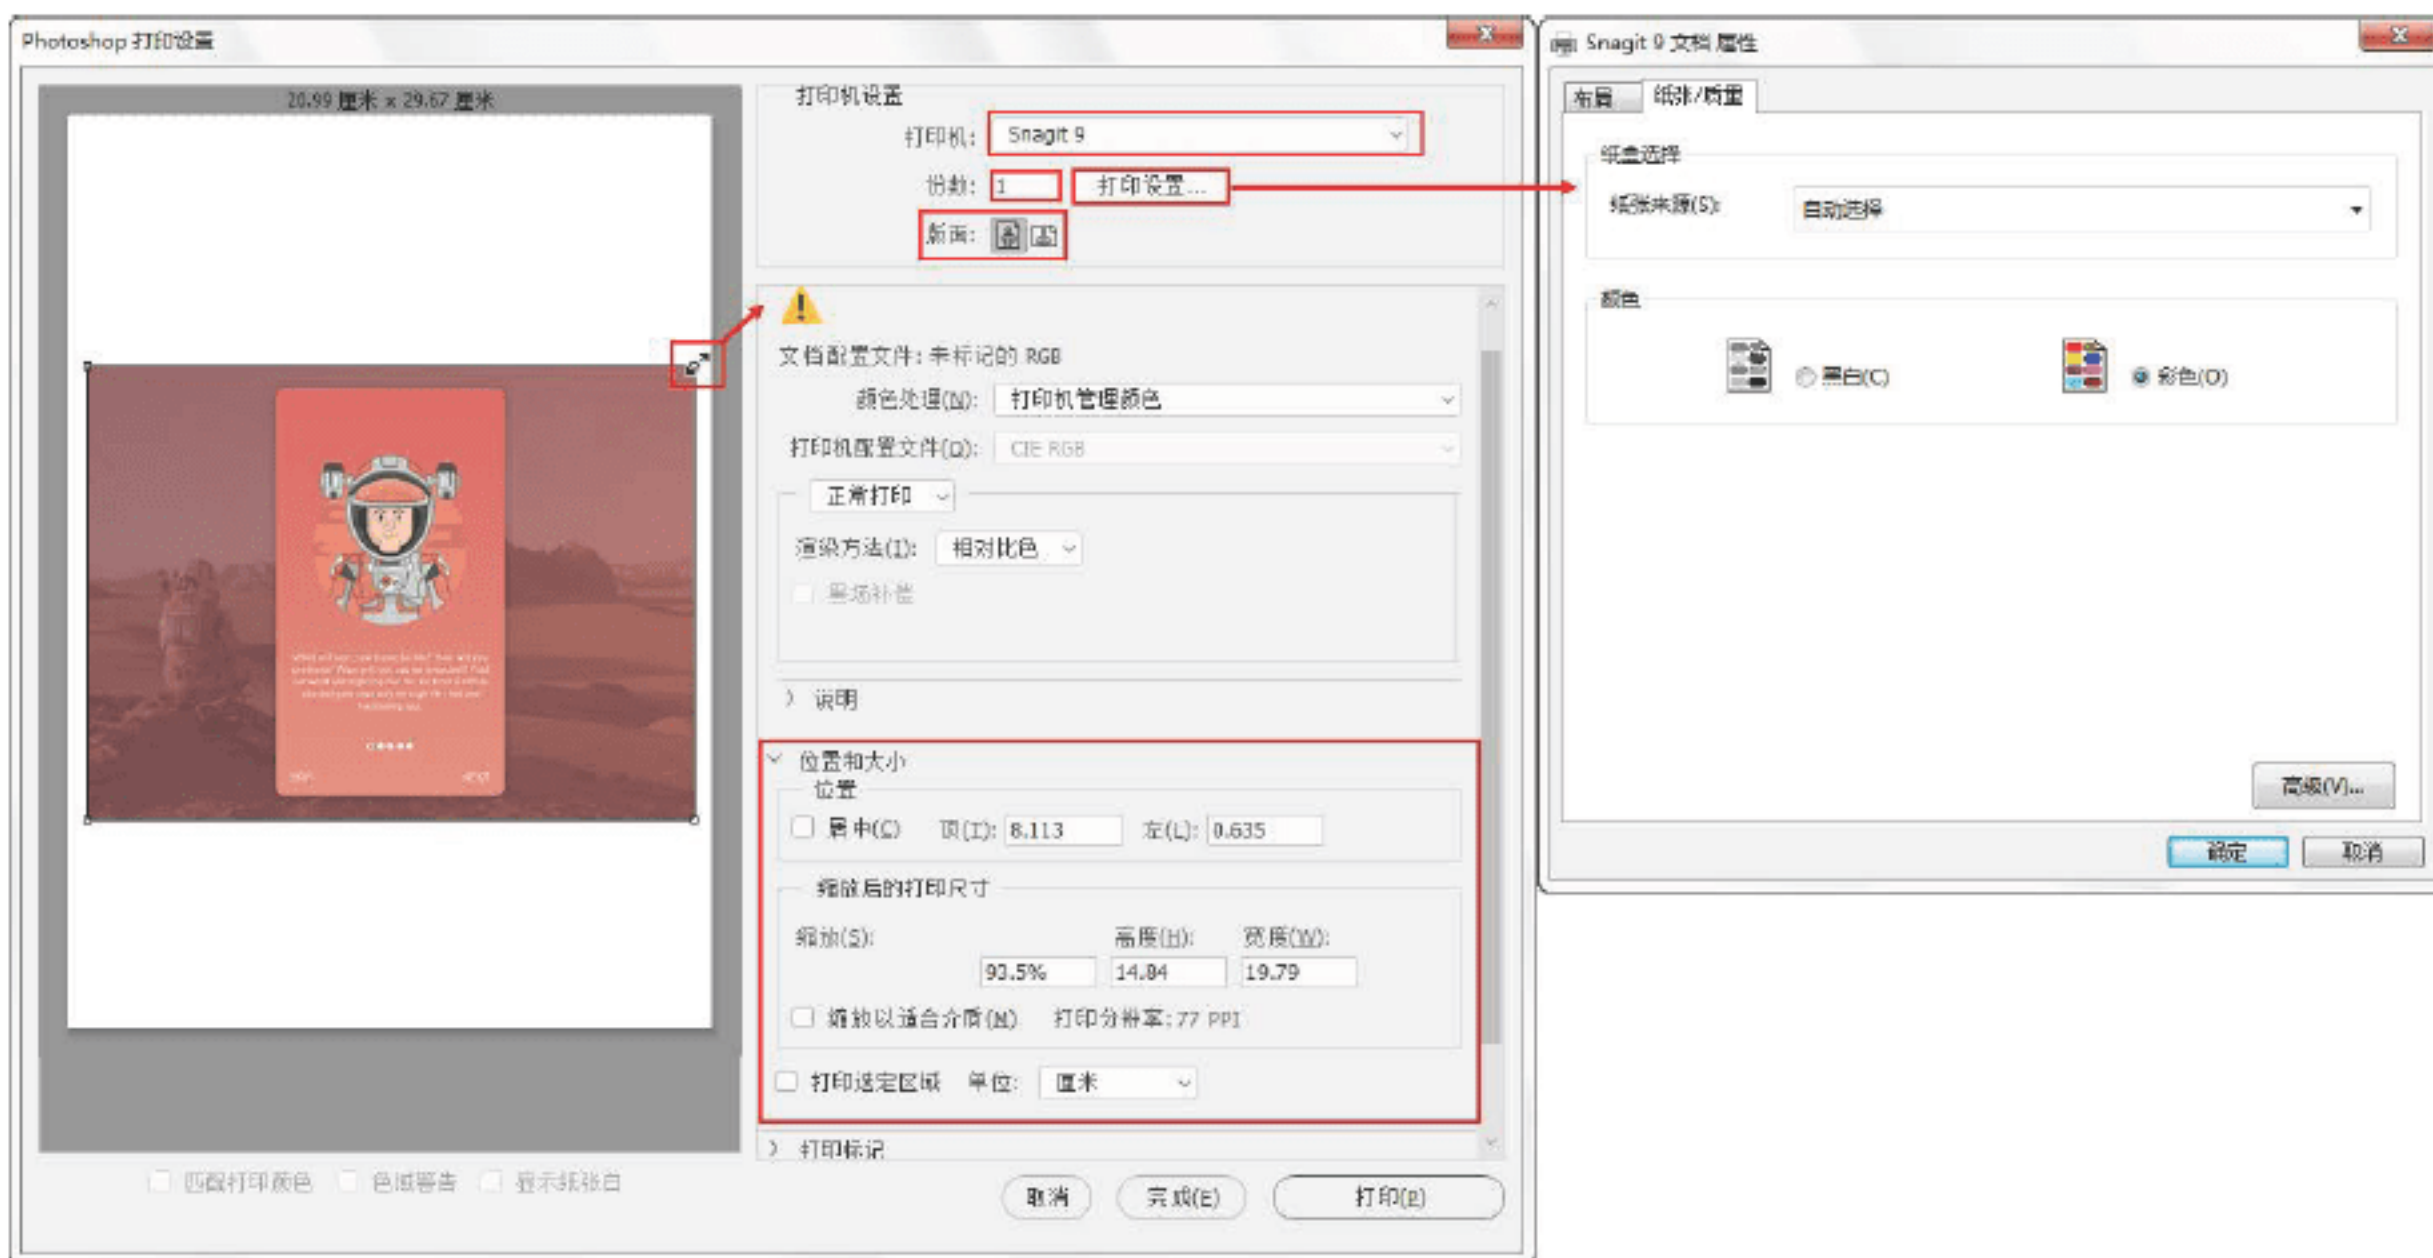 Photoshop 打印设置
20.99 厘米 x 29.67 厘米
打印机设置
打印机: Snagit 9
份数: 1 打印设置...
版面:
文档配置文件: 未标记的 RGB
颜色处理(N): 打印机管理颜色
打印机配置文件(O): CIE RGB
正常打印
渲染方法(I): 相对比色
黑场补偿
说明
位置和大小
位置
居中(C) 顶(T): 8.113 左(L): 0.635
缩放后的打印尺寸
缩放(S): 高度(H): 宽度(W):
93.5% 14.84 19.79
缩放以适合介质(M) 打印分辨率: 77 PPI
打印选定区域 单位: 厘米
打印标记
匹配打印颜色 色域警告 显示纸张白
取消 完成(E) 打印(P)
Snagit 9 文档 属性
布局 纸张/质量
纸盒选择
纸张来源(S): 自动选择
颜色
黑白(C) 彩色(O)
高级(V)...
确定 取消